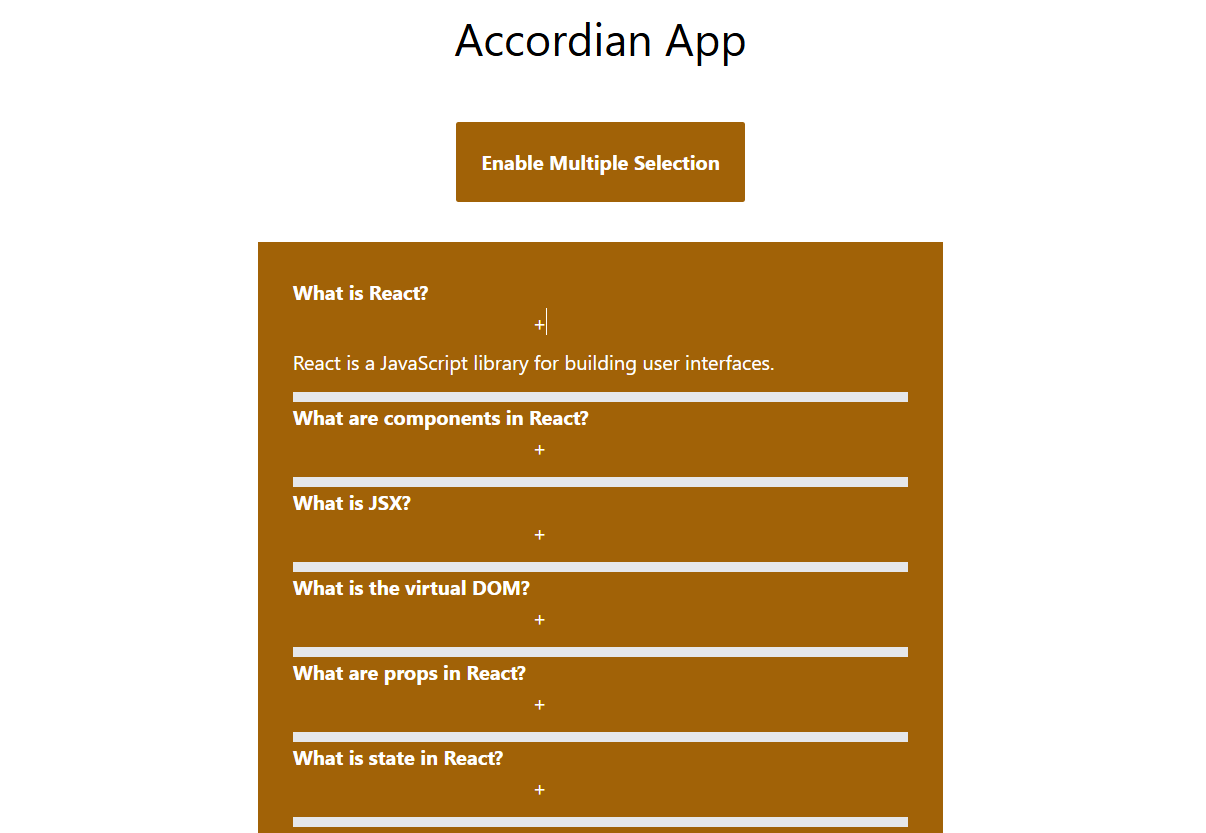 Accordian App
Enable Multiple Selection
What is React?
+
React is a JavaScript library for building user interfaces.
What are components in React?
+
What is JSX?
+
What is the virtual DOM?
+
What are props in React?
+
What is state in React?
+